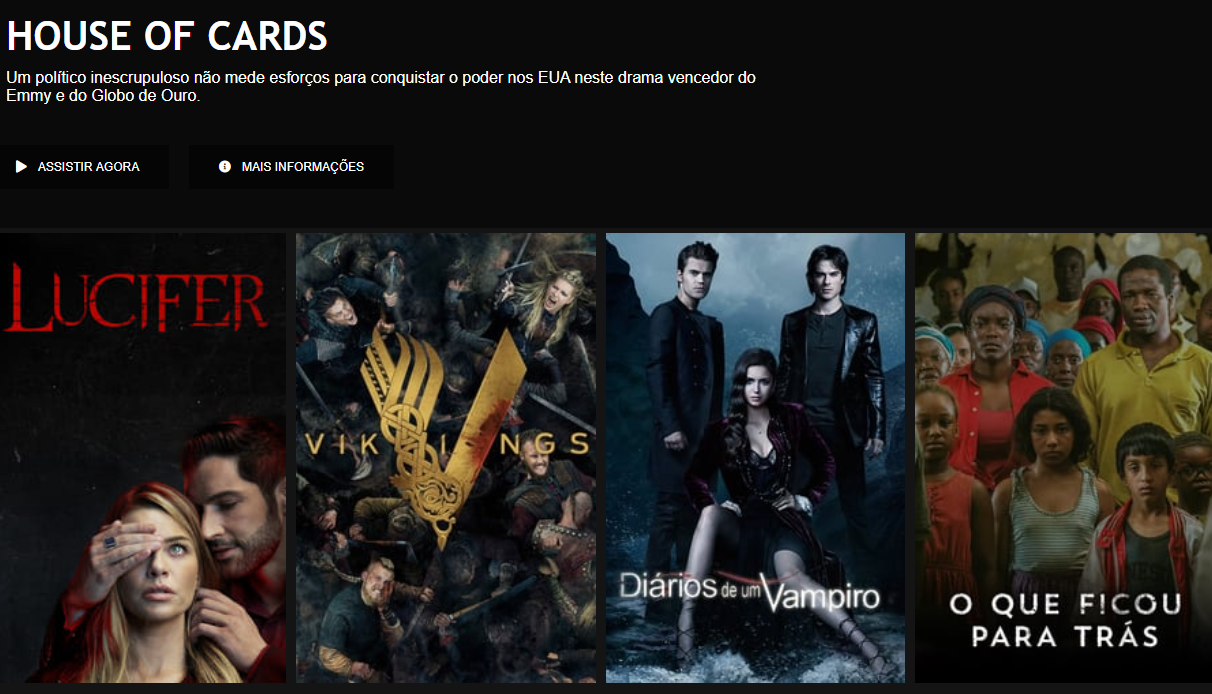 HOUSE OF CARDS
Um político inescrupuloso não mede esforços para conquistar o poder nos EUA neste drama vencedor do
Emmy e do Globo de Ouro.
ASSISTIR AGORA
MAIS INFORMAÇÕES
LUCIFER
VIKINGS
Diários de um Vampiro
O QUE FICOU
PARA TRÁS